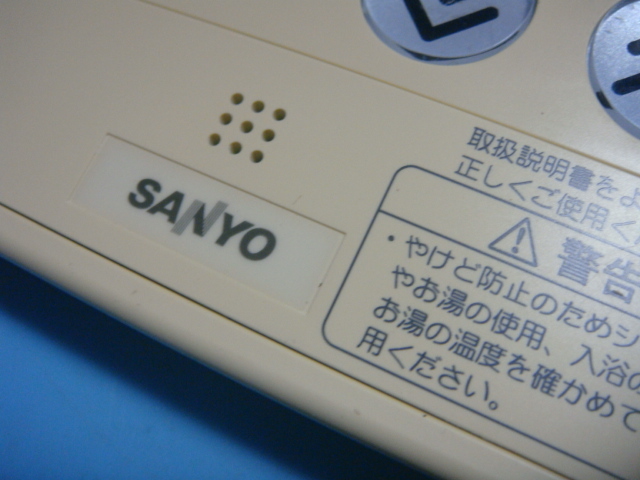 SANYO
取扱説明書をよ
正しくご使用く
警告
・やけど防止のためシ
やお湯の使用、入浴の
お湯の温度を確かめて
用ください。